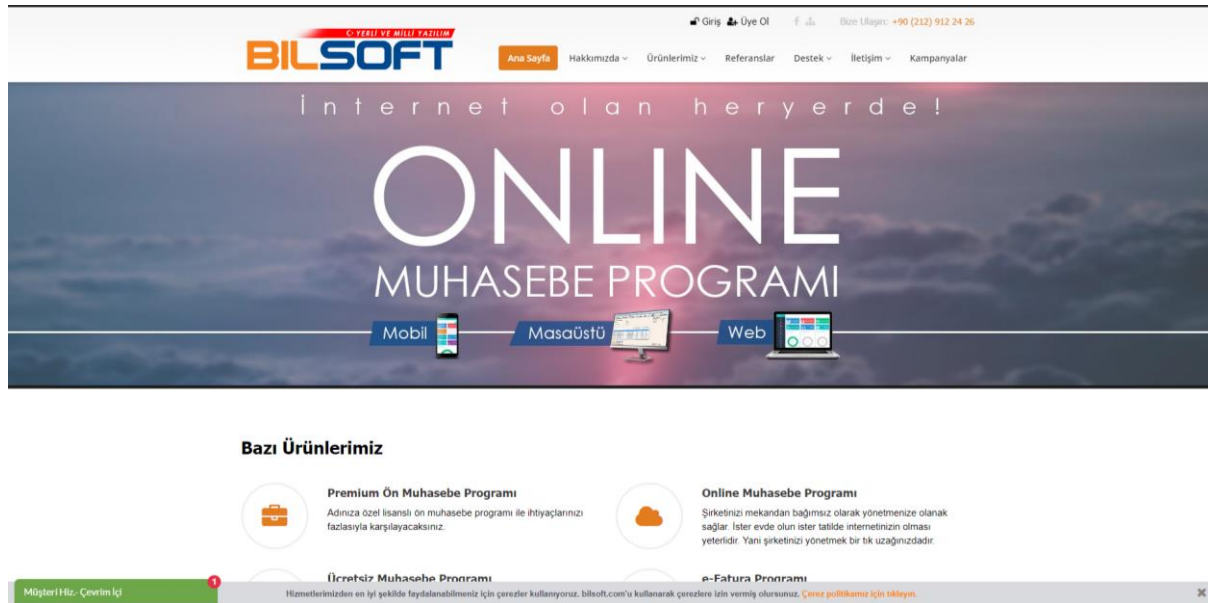 Giriş Üye Ol Bize Ulaşın: +90 (212) 912 24 26
YERLİ VE MİLLİ YAZILIM
BILSOFT
Ana Sayfa Hakkımızda Ürünlerimiz Referanslar Destek İletişim Kampanyalar
İnternet olan heryerde!
ONLINE
MUHASEBE PROGRAMI
Mobil Masaüstü Web
Bazı Ürünlerimiz
Premium Ön Muhasebe Programı
Adınıza özel lisanslı ön muhasebe programı ile ihtiyaçlarınızı
fazlasıyla karşılayacaksınız.
Online Muhasebe Programı
Şirketinizi mekandan bağımsız olarak yönetmenize olanak
sağlar. İster evde olun ister tatilde internetinizin olması
yeterlidir. Yani şirketinizi yönetmek bir tık uzağınızdadır.
Ücretsiz Muhasebe Programı
e-Fatura Programı
Müşteri Hiz.- Çevrim İçi
1
Hizmetlerimizden en iyi şekilde faydalanabilmeniz için çerezler kullanıyoruz. bilsoft.com'u kullanarak çerezlere izin vermiş olursunuz. Çerez politikamız için tıklayın.